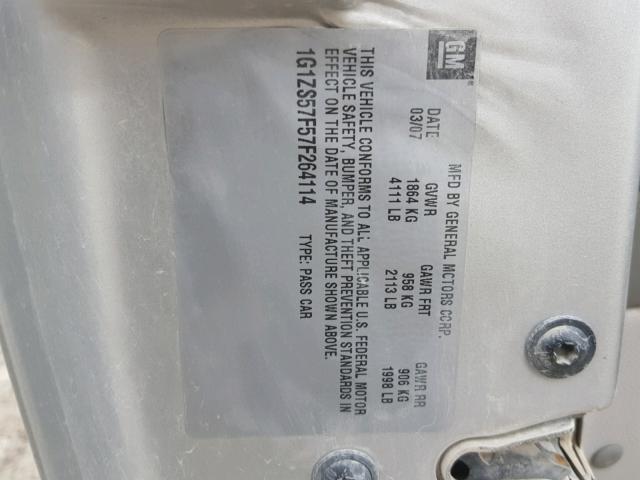 GM
MFD BY GENERAL MOTORS CORP.
DATE GVWR GAWR FRT GAWR RR
03/07 1864 KG 958 KG 906 KG
4111 LB 2113 LB 1998 LB
THIS VEHICLE CONFORMS TO ALL APPLICABLE U.S. FEDERAL MOTOR
VEHICLE SAFETY, BUMPER, AND THEFT PREVENTION STANDARDS IN
EFFECT ON THE DATE OF MANUFACTURE SHOWN ABOVE.
1G1ZS57F57F264114 TYPE: PASS CAR